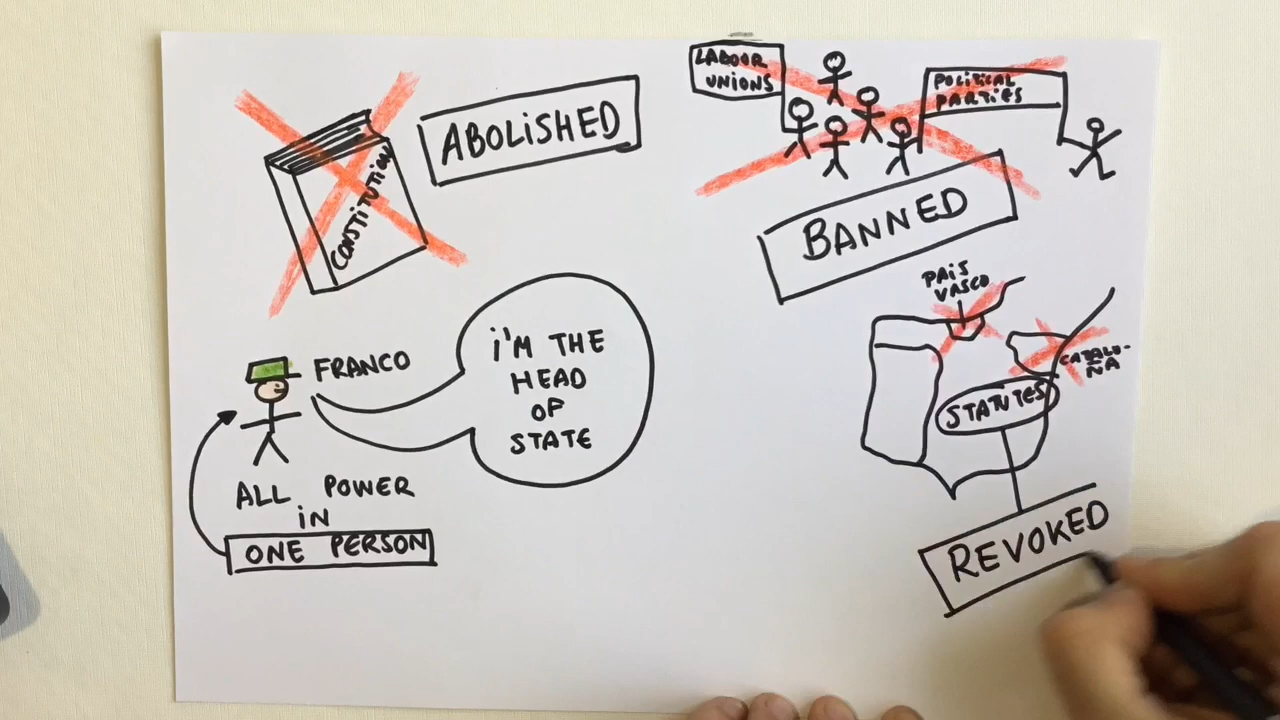 CONSTITUTION
ABOLiSHED
LABOUR
UNiONS
POLiTiCAL
PARTiES
BANNED
FRANCO
i'M THE
HEAD
OF
STATE
ALL POWER
iN
ONE PERSON
PAiS
VASCO
CATALU-
ÑA
STATUTES
REVOKED